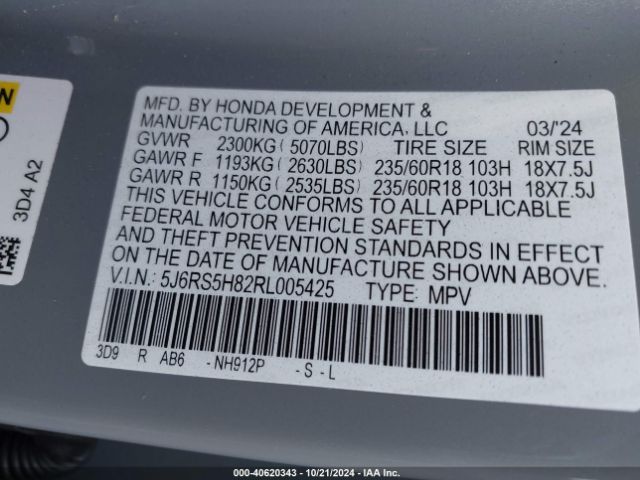 N
3D4 A2
MFD. BY HONDA DEVELOPMENT &
MANUFACTURING OF AMERICA, LLC 03/'24
GVWR 2300KG ( 5070LBS) TIRE SIZE RIM SIZE
GAWR F 1193KG ( 2630LBS) 235/60R18 103H 18X7.5J
GAWR R 1150KG ( 2535LBS) 235/60R18 103H 18X7.5J
THIS VEHICLE CONFORMS TO ALL APPLICABLE
FEDERAL MOTOR VEHICLE SAFETY
AND THEFT PREVENTION STANDARDS IN EFFECT
ON THE DATE OF MANUFACTURE SHOWN ABOVE.
V.I.N.: 5J6RS5H82RL005425 TYPE: MPV
3D9 R AB6 -NH912P -S-L
000-40620343 - 10/21/2024 - IAA Inc.